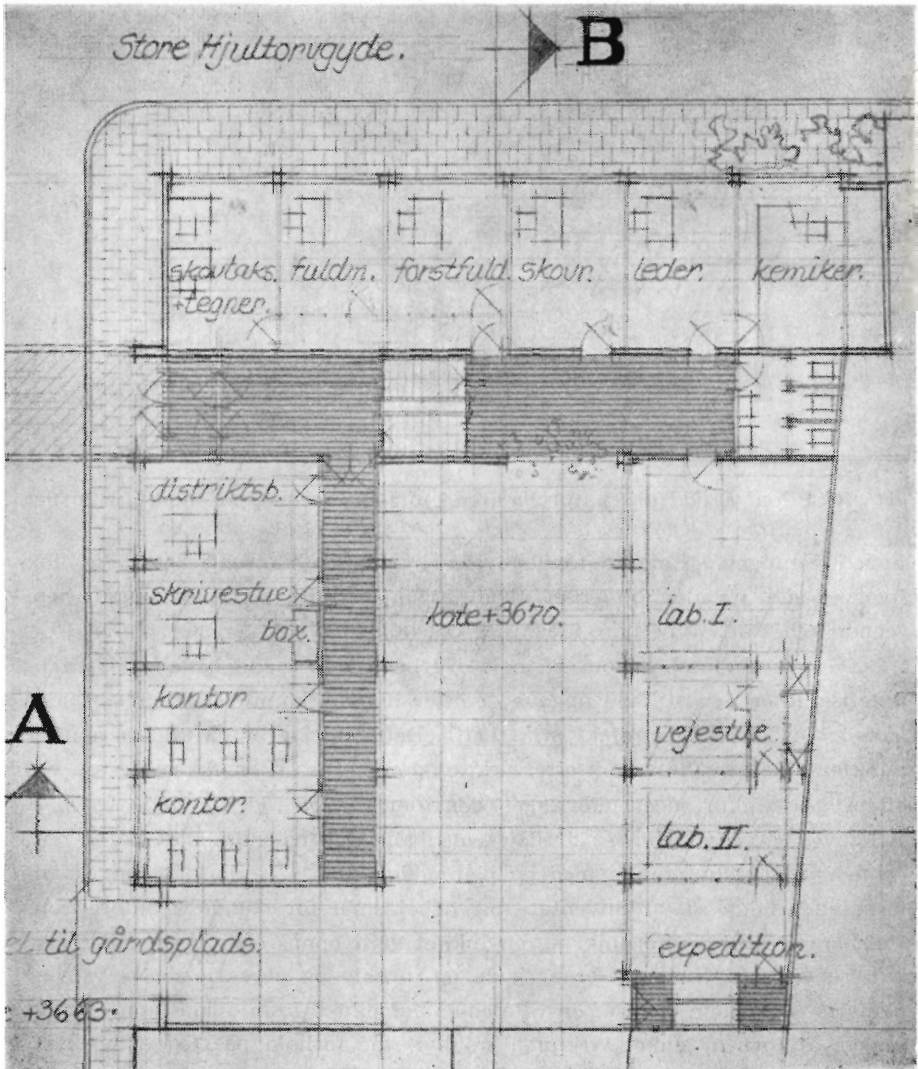 Store Hjultorvgyde.
B
skovtaks.
+tegner.
fuldm.
forstfuld.
skovr.
leder.
kemiker.
distriktsb.
skrivestue
box.
kontor
kontor.
A
kote+3670.
lab. I.
vejestue
lab. II.
expedition.
el til gårdsplads.
+3663.